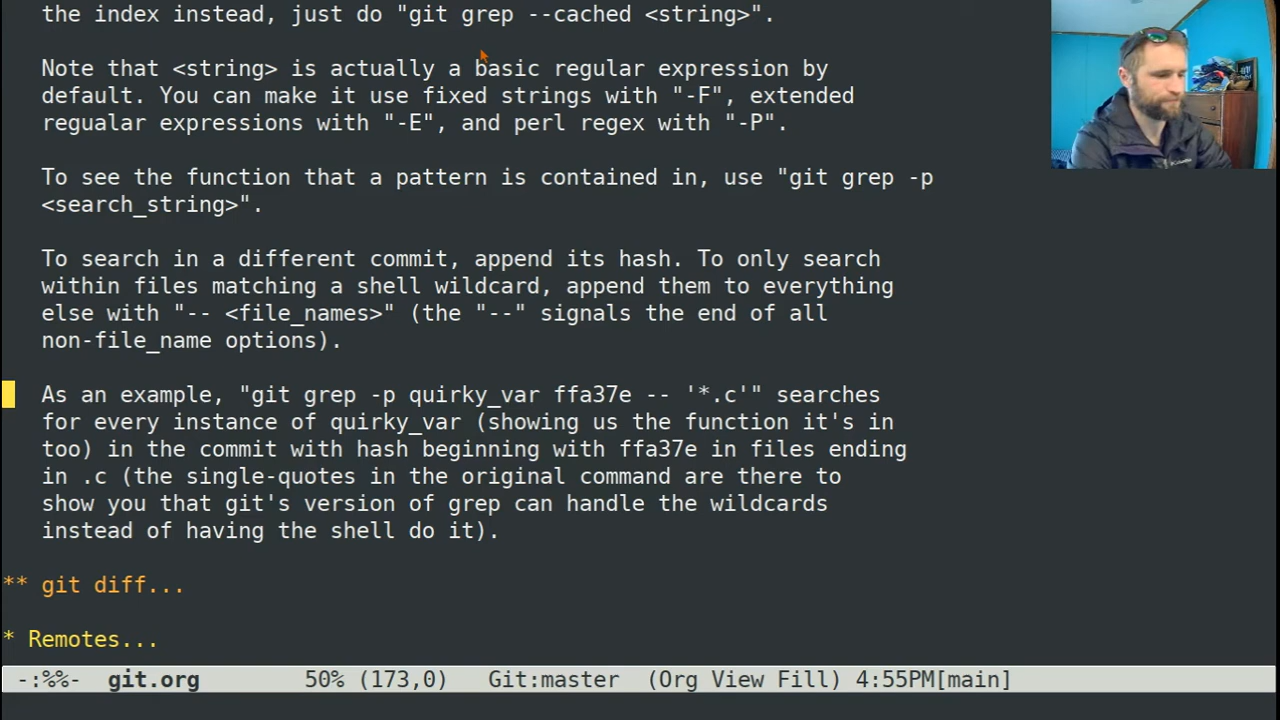 the index instead, just do "git grep --cached <string>".
Note that <string> is actually a basic regular expression by
default. You can make it use fixed strings with "-F", extended
regualar expressions with "-E", and perl regex with "-P".
To see the function that a pattern is contained in, use "git grep -p
<search_string>".
To search in a different commit, append its hash. To only search
within files matching a shell wildcard, append them to everything
else with "-- <file_names>" (the "--" signals the end of all
non-file_name options).
As an example, "git grep -p quirky_var ffa37e -- '*.c'" searches
for every instance of quirky_var (showing us the function it's in
too) in the commit with hash beginning with ffa37e in files ending
in .c (the single-quotes in the original command are there to
show you that git's version of grep can handle the wildcards
instead of having the shell do it).
** git diff...
* Remotes...
-:%%- git.org 50% (173,0) Git:master (Org View Fill) 4:55PM[main]